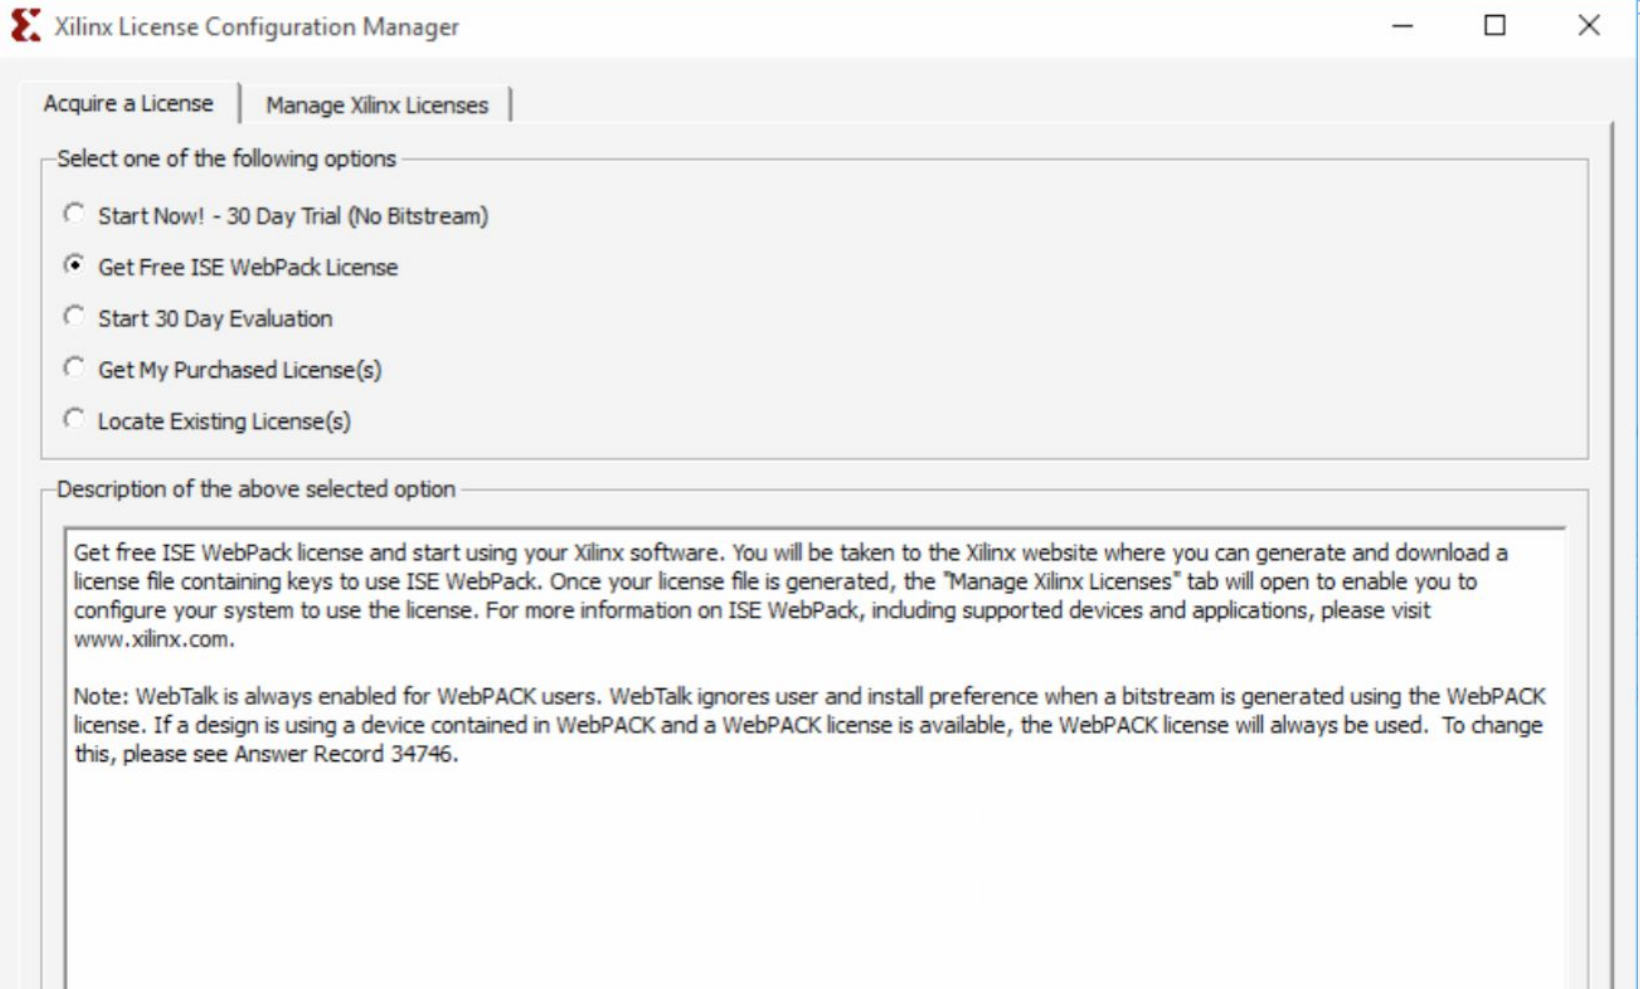 Xilinx License Configuration Manager
Acquire a License
Manage Xilinx Licenses
Select one of the following options
Start Now! - 30 Day Trial (No Bitstream)
Get Free ISE WebPack License
Start 30 Day Evaluation
Get My Purchased License(s)
Locate Existing License(s)
Description of the above selected option
Get free ISE WebPack license and start using your Xilinx software. You will be taken to the Xilinx website where you can generate and download a
license file containing keys to use ISE WebPack. Once your license file is generated, the "Manage Xilinx Licenses" tab will open to enable you to
configure your system to use the license. For more information on ISE WebPack, including supported devices and applications, please visit
www.xilinx.com.
Note: WebTalk is always enabled for WebPACK users. WebTalk ignores user and install preference when a bitstream is generated using the WebPACK
license. If a design is using a device contained in WebPACK and a WebPACK license is available, the WebPACK license will always be used.  To change
this, please see Answer Record 34746.